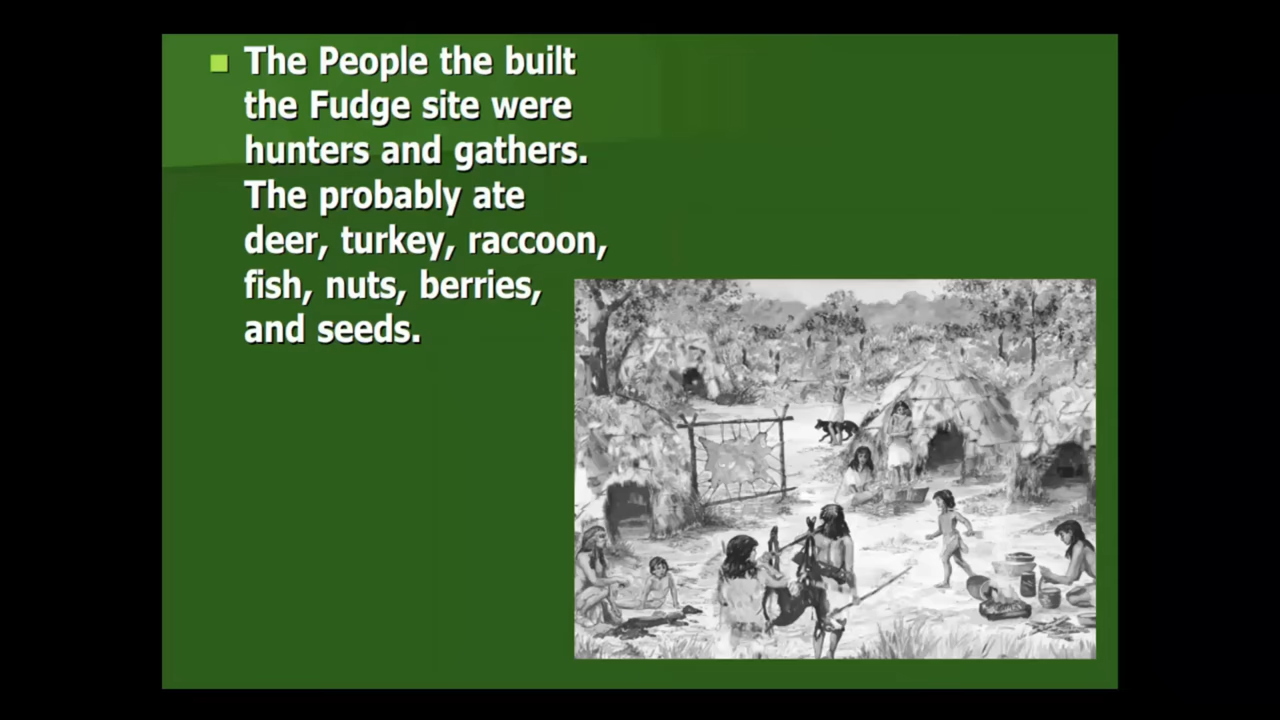 The People the built
the Fudge site were
hunters and gathers.
The probably ate
deer, turkey, raccoon,
fish, nuts, berries,
and seeds.